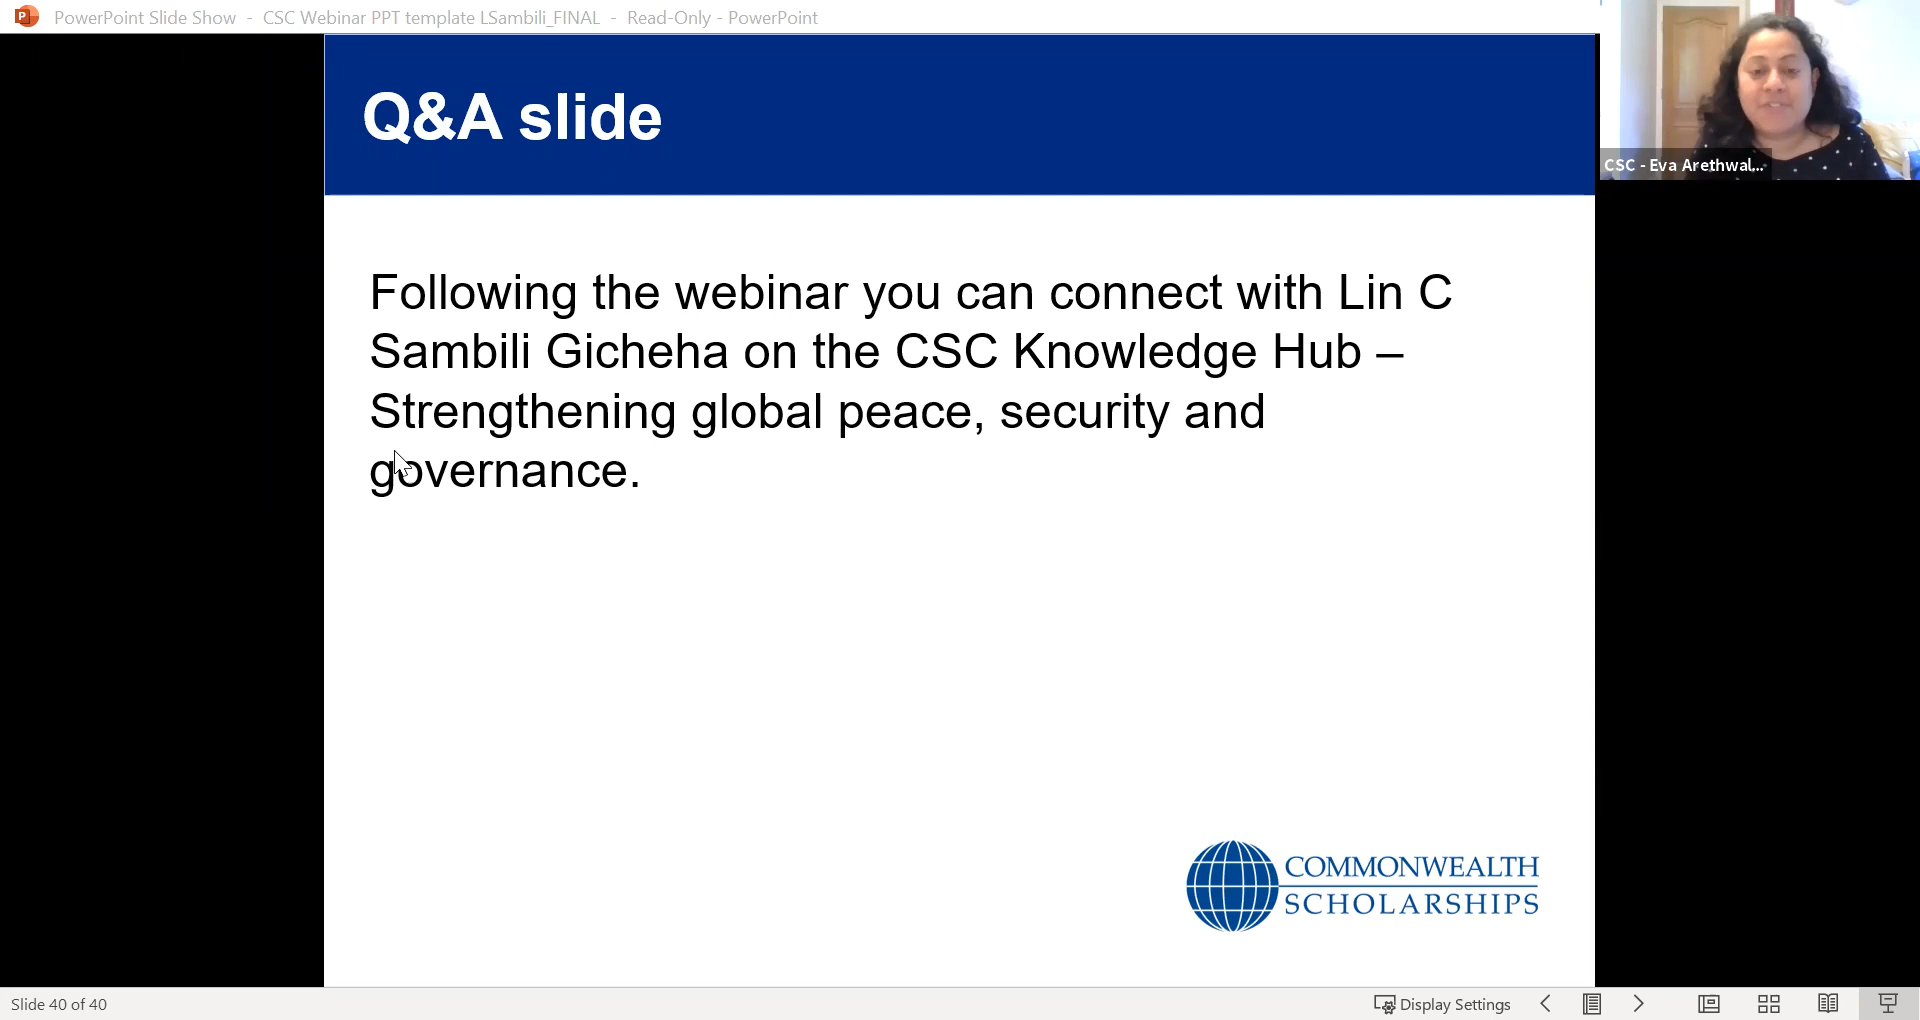 PowerPoint Slide Show - CSC Webinar PPT template LSambili_FINAL - Read-Only - PowerPoint
CSC - Eva Arethwal...
Q&A slide
Following the webinar you can connect with Lin C
Sambili Gicheha on the CSC Knowledge Hub –
Strengthening global peace, security and
governance.
COMMONWEALTH
SCHOLARSHIPS
Slide 40 of 40
Display Settings